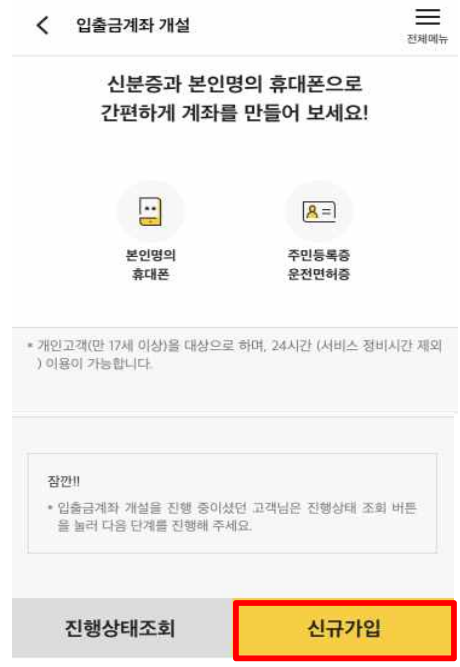 입출금계좌 개설
전체메뉴
신분증과 본인명의 휴대폰으로
간편하게 계좌를 만들어 보세요!
본인명의
휴대폰
주민등록증
운전면허증
* 개인고객(만 17세 이상)을 대상으로 하며, 24시간 (서비스 정비시간 제외
) 이용이 가능합니다.
잠깐!!
* 입출금계좌 개설을 진행 중이셨던 고객님은 진행상태 조회 버튼
을 눌러 다음 단계를 진행해 주세요.
진행상태조회
신규가입